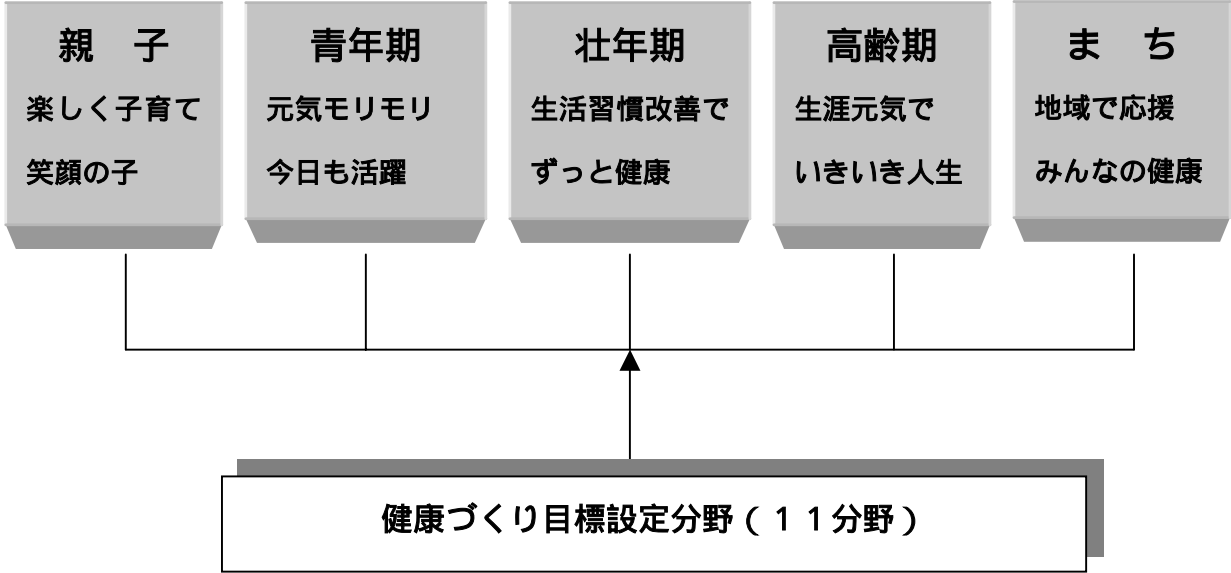 親　子
楽しく子育て
笑顔の子
青年期
元気モリモリ
今日も活躍
壮年期
生活習慣改善で
ずっと健康
高齢期
生涯元気で
いきいき人生
ま　ち
地域で応援
みんなの健康
健康づくり目標設定分野（１１分野）